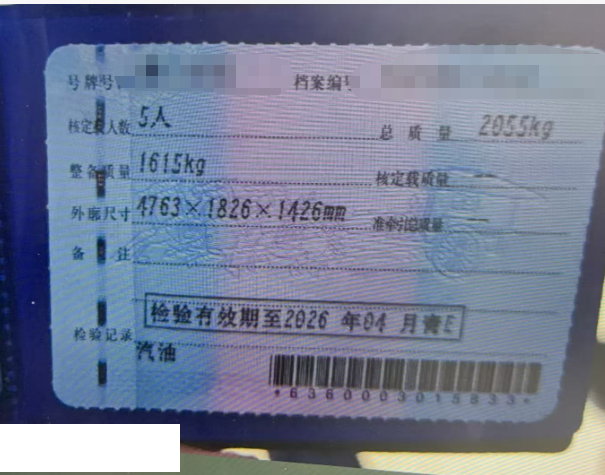 号牌号 档案编号
核定载人数 5人 总质量 2055kg
整备质量 1615kg 核定载质量 --
外廓尺寸 4763×1826×1426mm 准牵引总质量 --
备注
检验记录 检验有效期至2026年04月青E
汽油
*6360003015833*